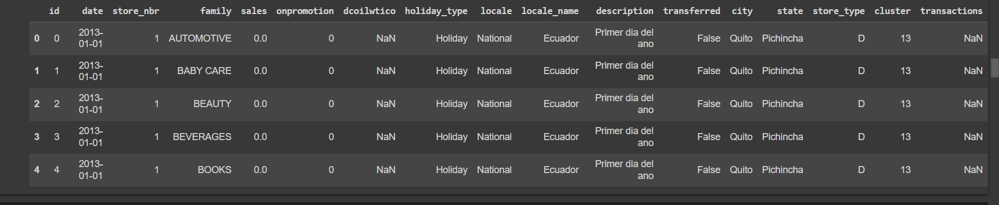 id date store_nbr family sales onpromotion dcoilwtico holiday_type locale locale_name description transferred city state store_type cluster transactions
0 0 2013-01-01 1 AUTOMOTIVE 0.0 0 NaN Holiday National Ecuador Primer dia del ano False Quito Pichincha D 13 NaN
1 1 2013-01-01 1 BABY CARE 0.0 0 NaN Holiday National Ecuador Primer dia del ano False Quito Pichincha D 13 NaN
2 2 2013-01-01 1 BEAUTY 0.0 0 NaN Holiday National Ecuador Primer dia del ano False Quito Pichincha D 13 NaN
3 3 2013-01-01 1 BEVERAGES 0.0 0 NaN Holiday National Ecuador Primer dia del ano False Quito Pichincha D 13 NaN
4 4 2013-01-01 1 BOOKS 0.0 0 NaN Holiday National Ecuador Primer dia del ano False Quito Pichincha D 13 NaN